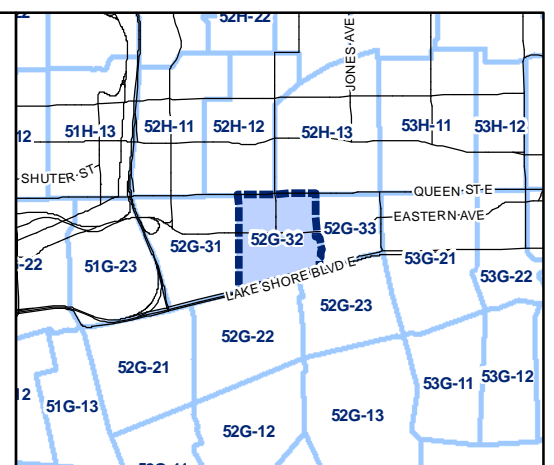 52H-22
JONES AVE
12
51H-13
52H-11
52H-12
52H-13
53H-11
53H-12
SHUTER ST
QUEEN ST E
EASTERN AVE
52G-31
52G-32
52G-33
-22
51G-23
53G-21
LAKE SHORE BLVD E
53G-22
52G-23
52G-22
52G-21
12
51G-13
53G-11
53G-12
52G-13
52G-12